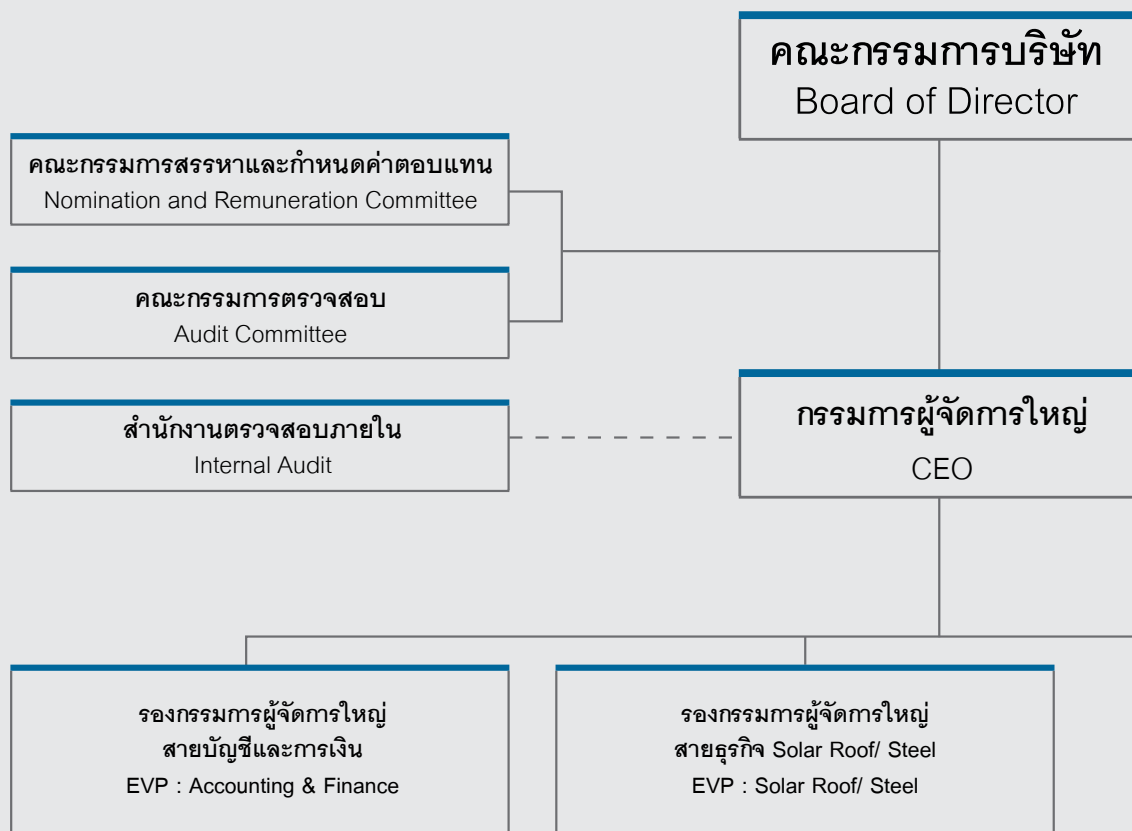 คณะกรรมการบริษัท
Board of Director
คณะกรรมการสรรหาและกำหนดค่าตอบแทน
Nomination and Remuneration Committee
คณะกรรมการตรวจสอบ
Audit Committee
กรรมการผู้จัดการใหญ่
CEO
สำนักงานตรวจสอบภายใน
Internal Audit
รองกรรมการผู้จัดการใหญ่
สายบัญชีและการเงิน
EVP : Accounting & Finance
รองกรรมการผู้จัดการใหญ่
สายธุรกิจ Solar Roof/ Steel
EVP : Solar Roof/ Steel